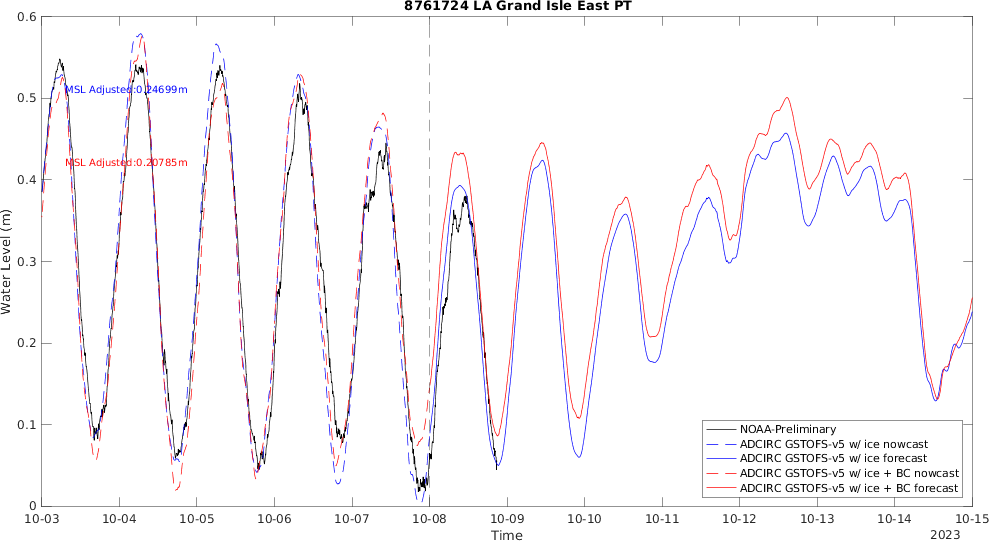 8761724 LA Grand Isle East PT
Water Level (m)
0.6
0.5
0.4
0.3
0.2
0.1
0
MSL Adjusted:0.24699m
MSL Adjusted:0.20785m
NOAA-Preliminary
ADCIRC GSTOFS-v5 w/ ice nowcast
ADCIRC GSTOFS-v5 w/ ice forecast
ADCIRC GSTOFS-v5 w/ ice + BC nowcast
ADCIRC GSTOFS-v5 w/ ice + BC forecast
10-03 10-04 10-05 10-06 10-07 10-08 10-09 10-10 10-11 10-12 10-13 10-14 10-15
Time
2023